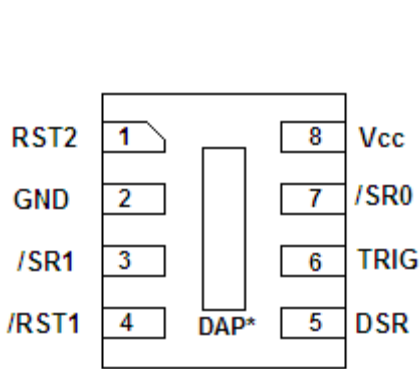 RST2 1 8 Vcc
GND 2 7 /SR0
/SR1 3 6 TRIG
/RST1 4 DAP* 5 DSR